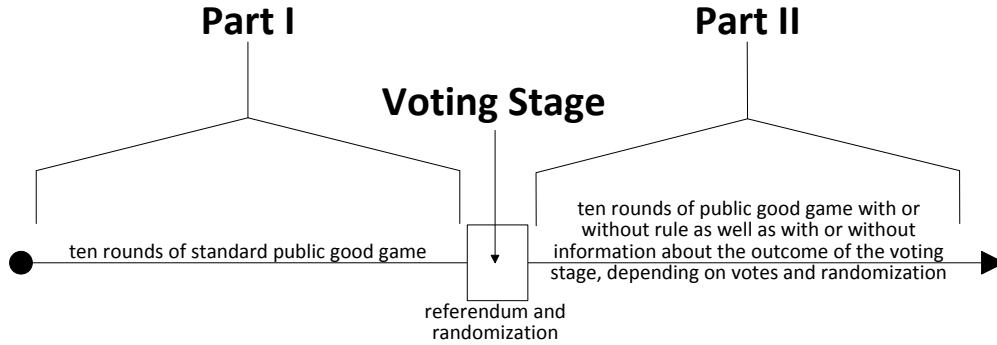 Part I
Part II
Voting Stage
ten rounds of standard public good game
ten rounds of public good game with or
without rule as well as with or without
information about the outcome of the voting
stage, depending on votes and randomization
referendum and
randomization